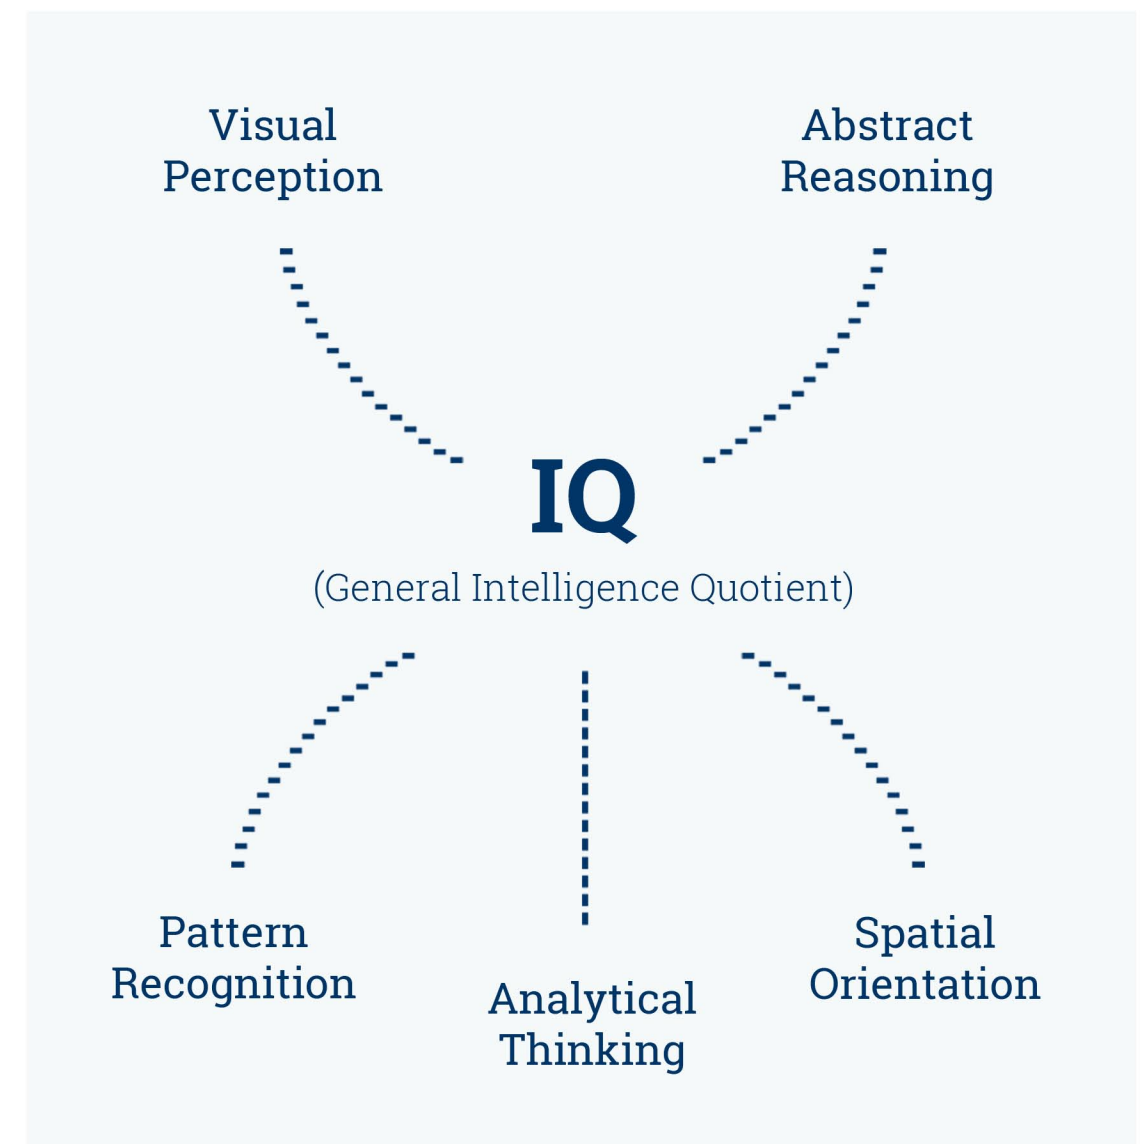 Visual
Perception
Abstract
Reasoning
IQ
(General Intelligence Quotient)
Pattern
Recognition
Analytical
Thinking
Spatial
Orientation